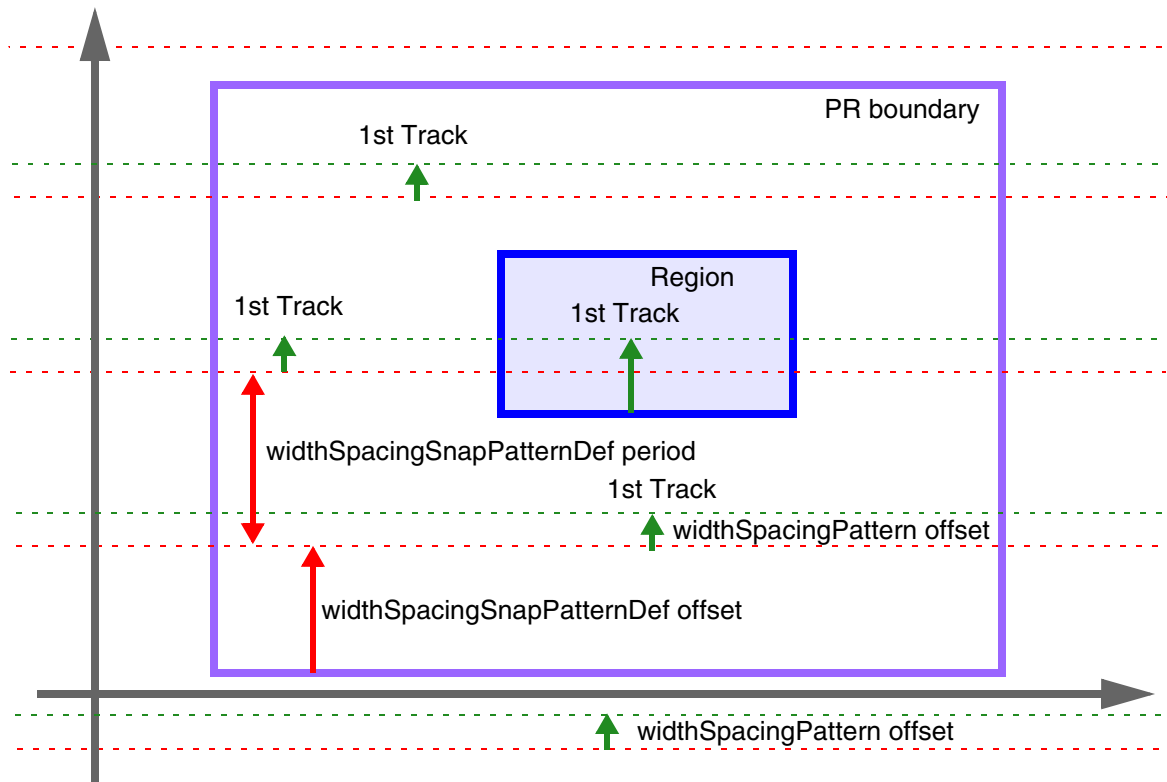 PR boundary
1st Track
Region
1st Track
1st Track
widthSpacingSnapPatternDef period
1st Track
widthSpacingPattern offset
widthSpacingSnapPatternDef offset
widthSpacingPattern offset